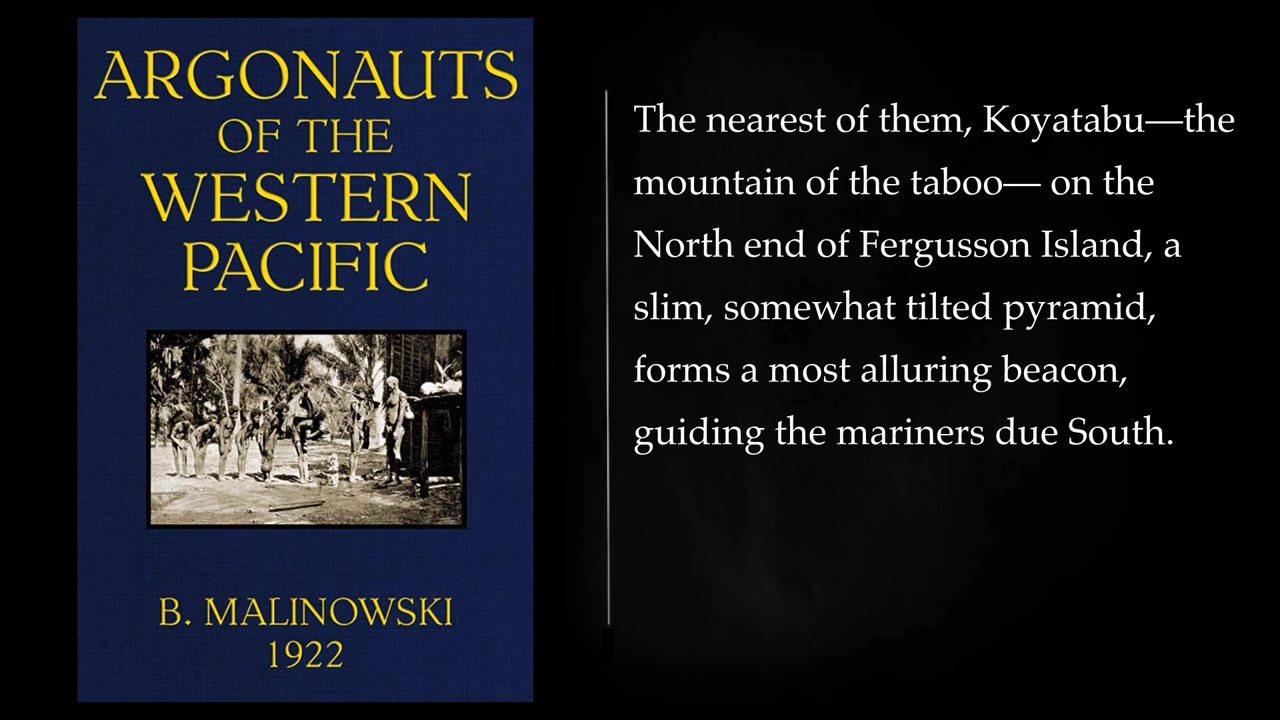 ARGONAUTS
OF THE
WESTERN
PACIFIC
B. MALINOWSKI
1922
The nearest of them, Koyatabu—the
mountain of the taboo— on the
North end of Fergusson Island, a
slim, somewhat tilted pyramid,
forms a most alluring beacon,
guiding the mariners due South.